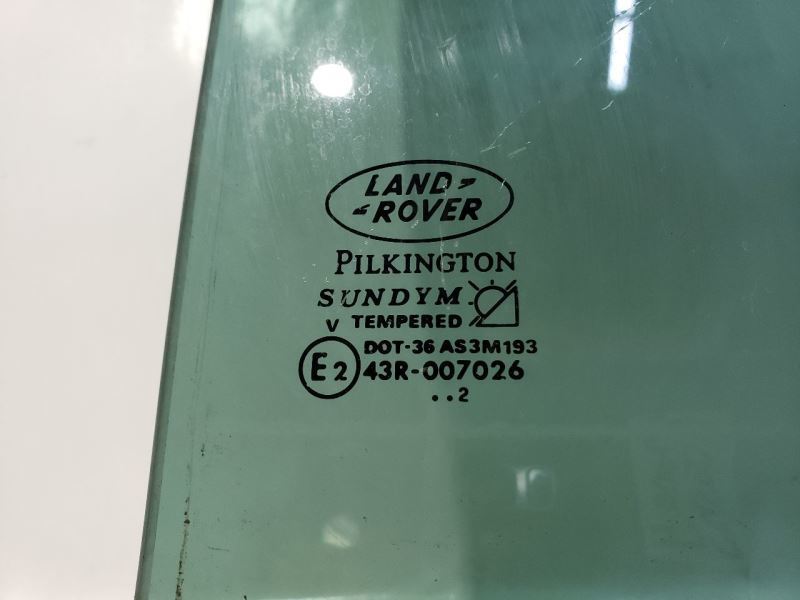 LAND
ROVER
PILKINGTON
SUNDYM
V TEMPERED
DOT-36 AS3M193
E2 43R-007026
..2